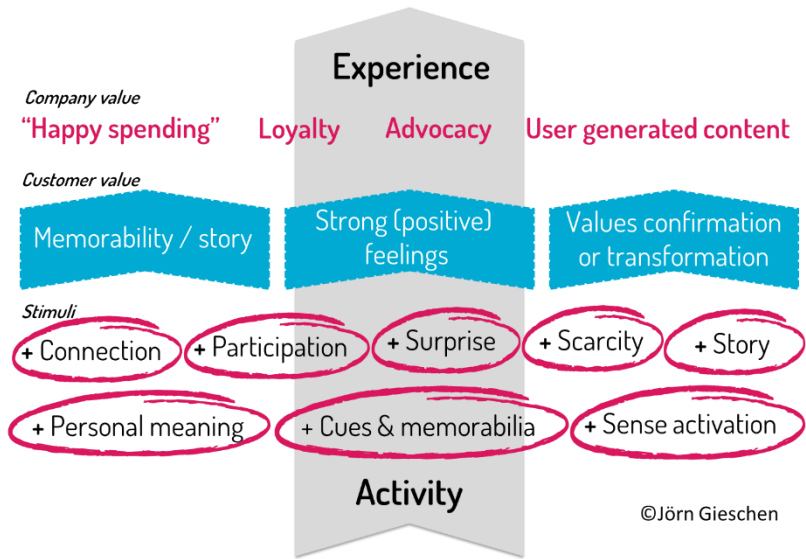 Experience
Company value
“Happy spending” Loyalty Advocacy User generated content
Customer value
Memorability / story
Strong (positive)
feelings
Values confirmation
or transformation
Stimuli
+ Connection + Participation + Surprise + Scarcity + Story
+ Personal meaning + Cues & memorabilia + Sense activation
Activity
©Jörn Gieschen